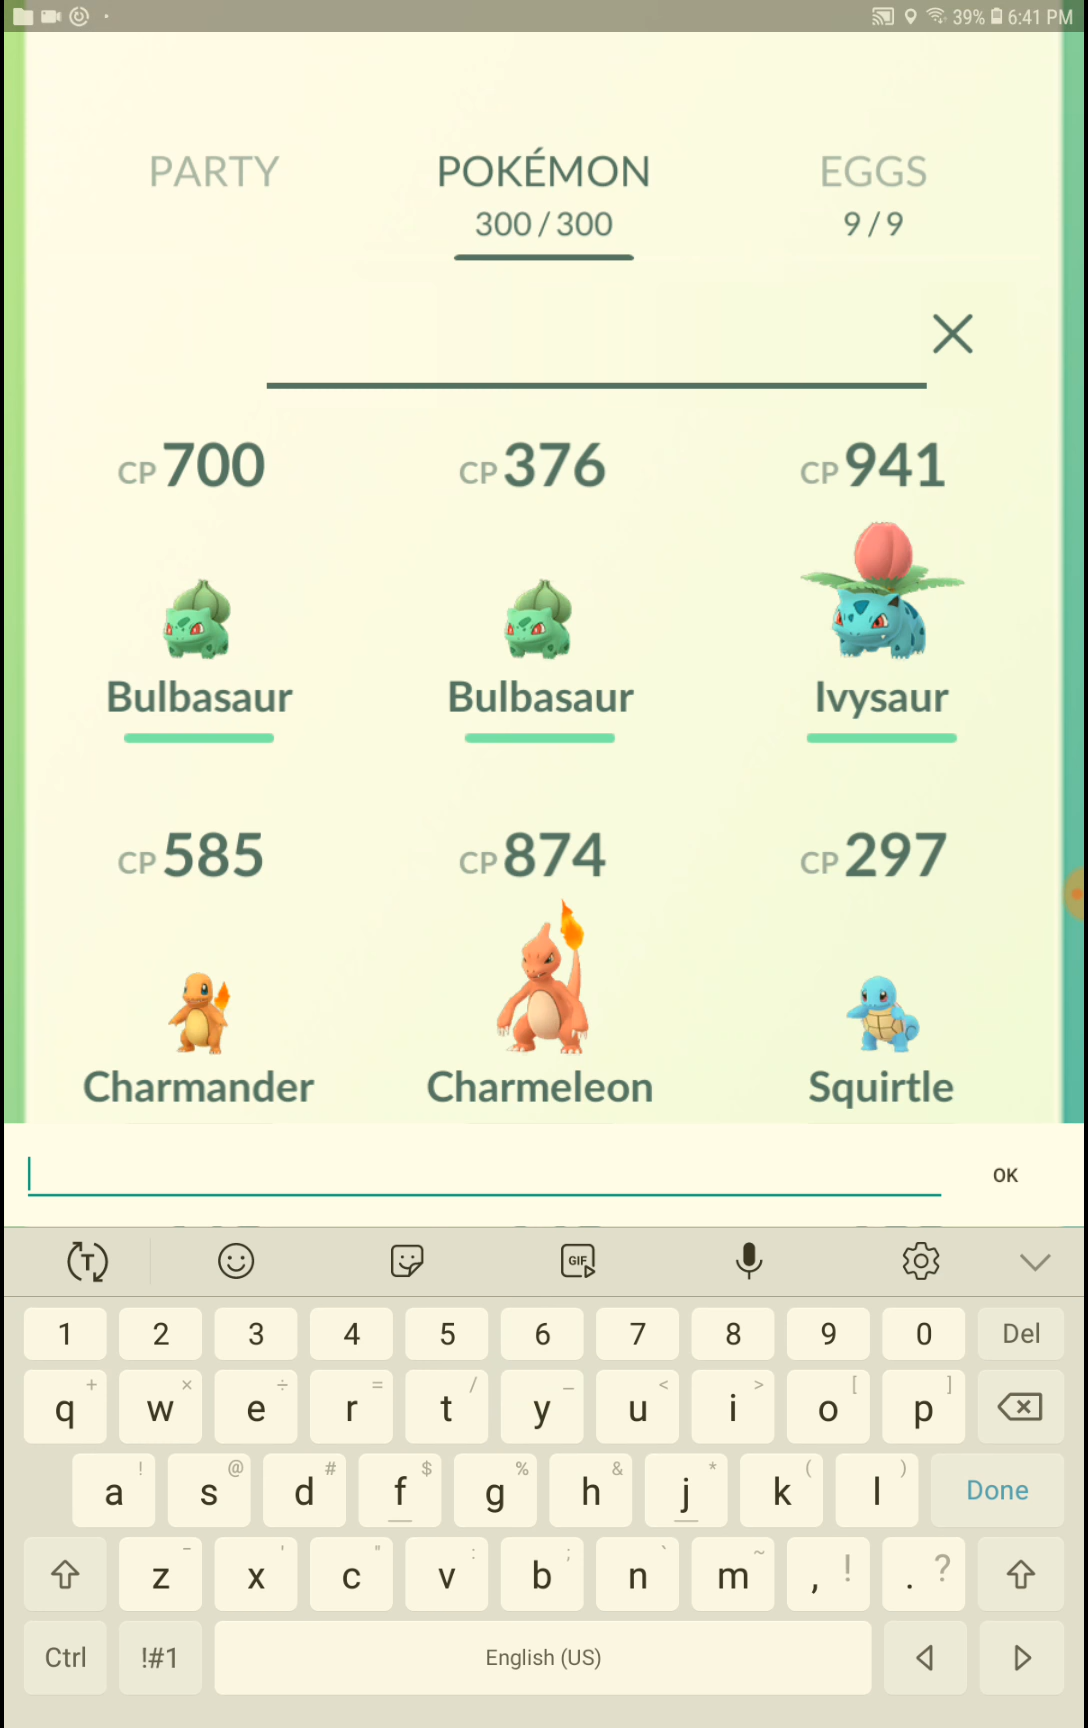 39% 6:41 PM
PARTY POKÉMON EGGS
300 / 300 9 / 9
CP 700 CP 376 CP 941
Bulbasaur Bulbasaur Ivysaur
CP 585 CP 874 CP 297
Charmander Charmeleon Squirtle
OK
T GIF
1 2 3 4 5 6 7 8 9 0 Del
+ × ÷ = / _ < > [ ]
q w e r t y u i o p
! @ # $ % & * ( )
a s d f g h j k l Done
- ' " : ; ` ~ ! ?
z x c v b n m , .
Ctrl !#1 English (US)